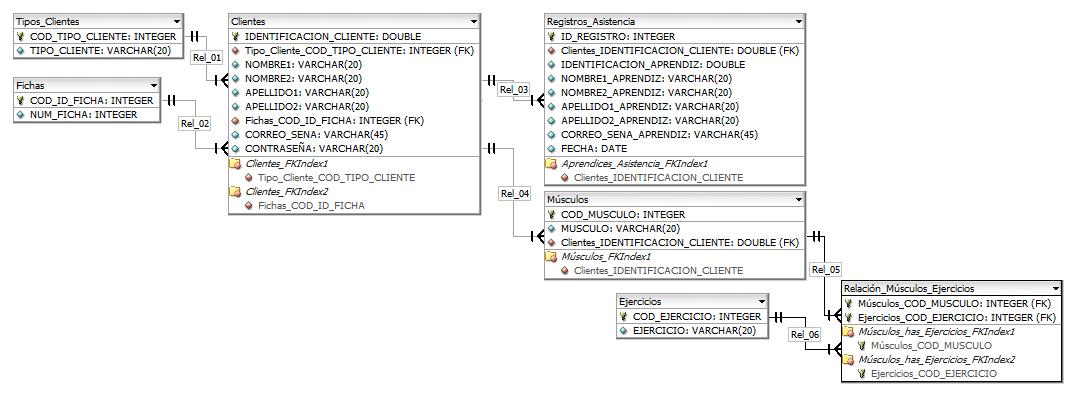 Tipos_Clientes
COD_TIPO_CLIENTE: INTEGER
TIPO_CLIENTE: VARCHAR(20)
Rel_01
Fichas
COD_ID_FICHA: INTEGER
NUM_FICHA: INTEGER
Rel_02
Clientes
IDENTIFICACION_CLIENTE: DOUBLE
Tipo_Cliente_COD_TIPO_CLIENTE: INTEGER (FK)
NOMBRE1: VARCHAR(20)
NOMBRE2: VARCHAR(20)
APELLIDO1: VARCHAR(20)
APELLIDO2: VARCHAR(20)
Fichas_COD_ID_FICHA: INTEGER (FK)
CORREO_SENA: VARCHAR(45)
CONTRASEÑA: VARCHAR(20)
Clientes_FKIndex1
Tipo_Cliente_COD_TIPO_CLIENTE
Clientes_FKIndex2
Fichas_COD_ID_FICHA
Rel_03
Rel_04
Registros_Asistencia
ID_REGISTRO: INTEGER
Clientes_IDENTIFICACION_CLIENTE: DOUBLE (FK)
IDENTIFICACION_APRENDIZ: DOUBLE
NOMBRE1_APRENDIZ: VARCHAR(20)
NOMBRE2_APRENDIZ: VARCHAR(20)
APELLIDO1_APRENDIZ: VARCHAR(20)
APELLIDO2_APRENDIZ: VARCHAR(20)
CORREO_SENA_APRENDIZ: VARCHAR(45)
FECHA: DATE
Aprendices_Asistencia_FKIndex1
Clientes_IDENTIFICACION_CLIENTE
Músculos
COD_MUSCULO: INTEGER
MUSCULO: VARCHAR(20)
Clientes_IDENTIFICACION_CLIENTE: DOUBLE (FK)
Músculos_FKIndex1
Clientes_IDENTIFICACION_CLIENTE
Rel_05
Ejercicios
COD_EJERCICIO: INTEGER
EJERCICIO: VARCHAR(20)
Rel_06
Relación_Músculos_Ejercicios
Músculos_COD_MUSCULO: INTEGER (FK)
Ejercicios_COD_EJERCICIO: INTEGER (FK)
Músculos_has_Ejercicios_FKIndex1
Músculos_COD_MUSCULO
Músculos_has_Ejercicios_FKIndex2
Ejercicios_COD_EJERCICIO